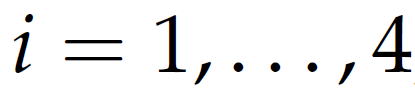 i = 1, . . . , 4